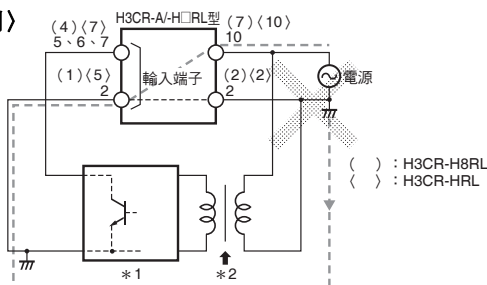 〉
H3CR-A/-H□RL型
(4)〈7〉
5、6、7
(7)〈10〉
10
(1)〈5〉
2
輸入端子
(2)〈2〉
2
電源
( ):H3CR-H8RL
〈 〉:H3CR-HRL
＊1
＊2